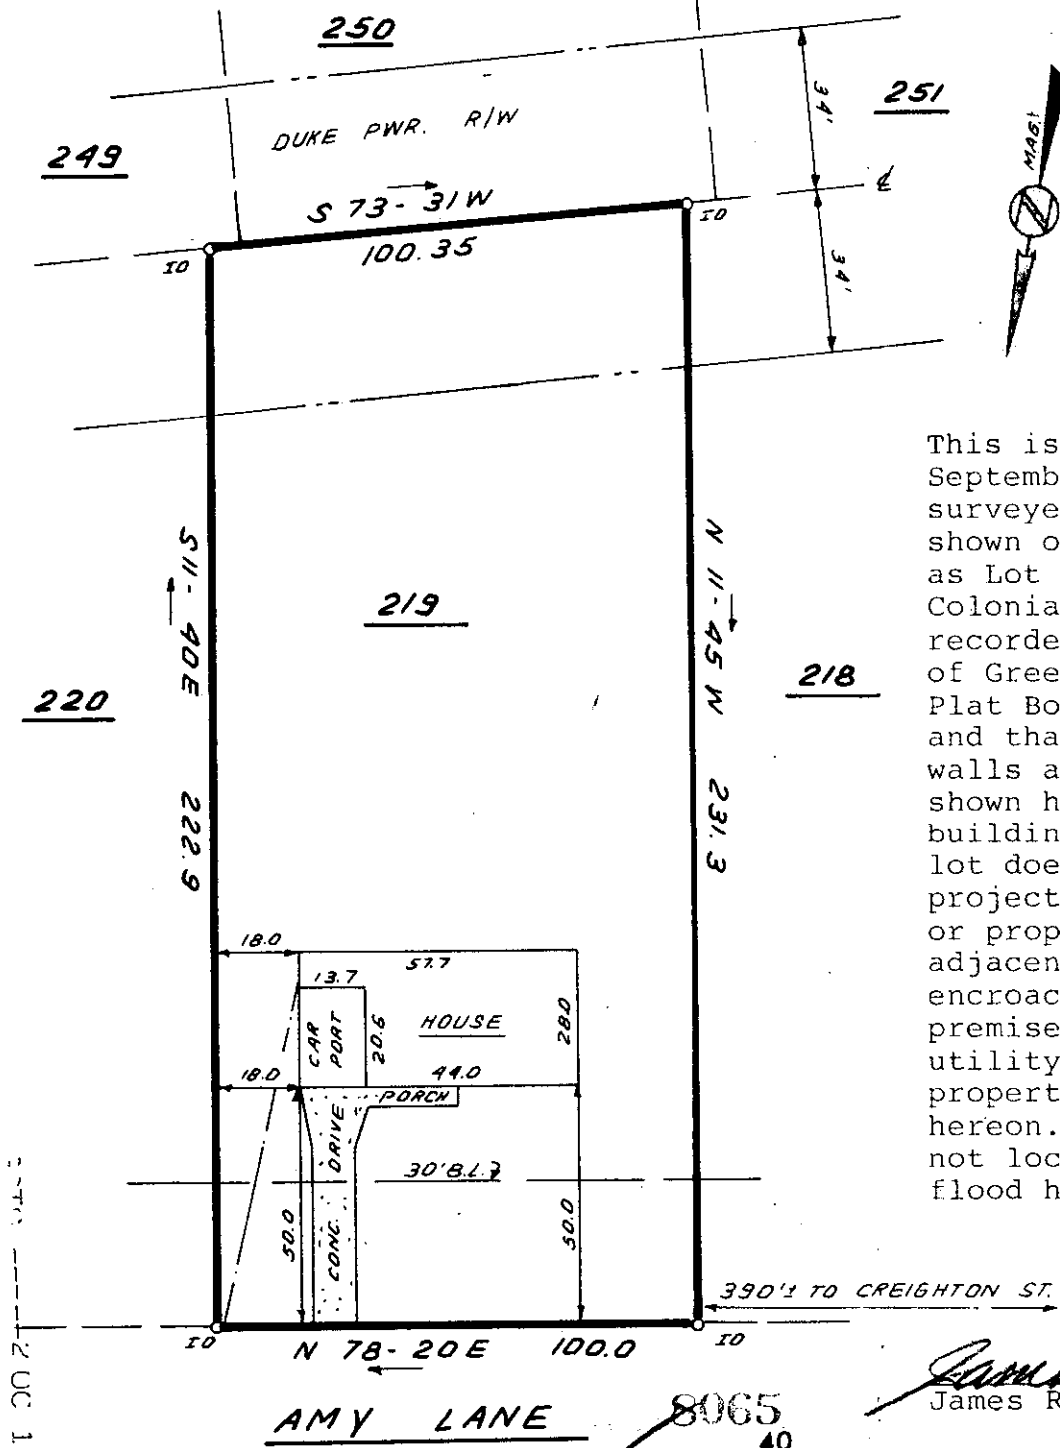 250
251
34'
MAG.
DUKE PWR. R/W
249
S 73-31 W
IO
IO
100.35
34'
S 11-40 E
222.9
219
N 11-45 W
231.3
220
218
This is
Septemb
surveye
shown o
as Lot
Colonia
recorde
of Gree
Plat Bo
and tha
walls a
shown h
buildin
lot doe
project
or prop
adjacen
encroac
premise
utility
propert
hereon.
not loc
flood h
18.0
57.7
13.7
CAR PORT
20.6
HOUSE
28.0
18.0
44.0
PORCH
CONC. DRIVE
30' B.L.
50.0
50.0
390'± TO CREIGHTON ST.
IO
IO
N 78-20 E 100.0
AMY LANE
8065
40
James R
2 OC 1